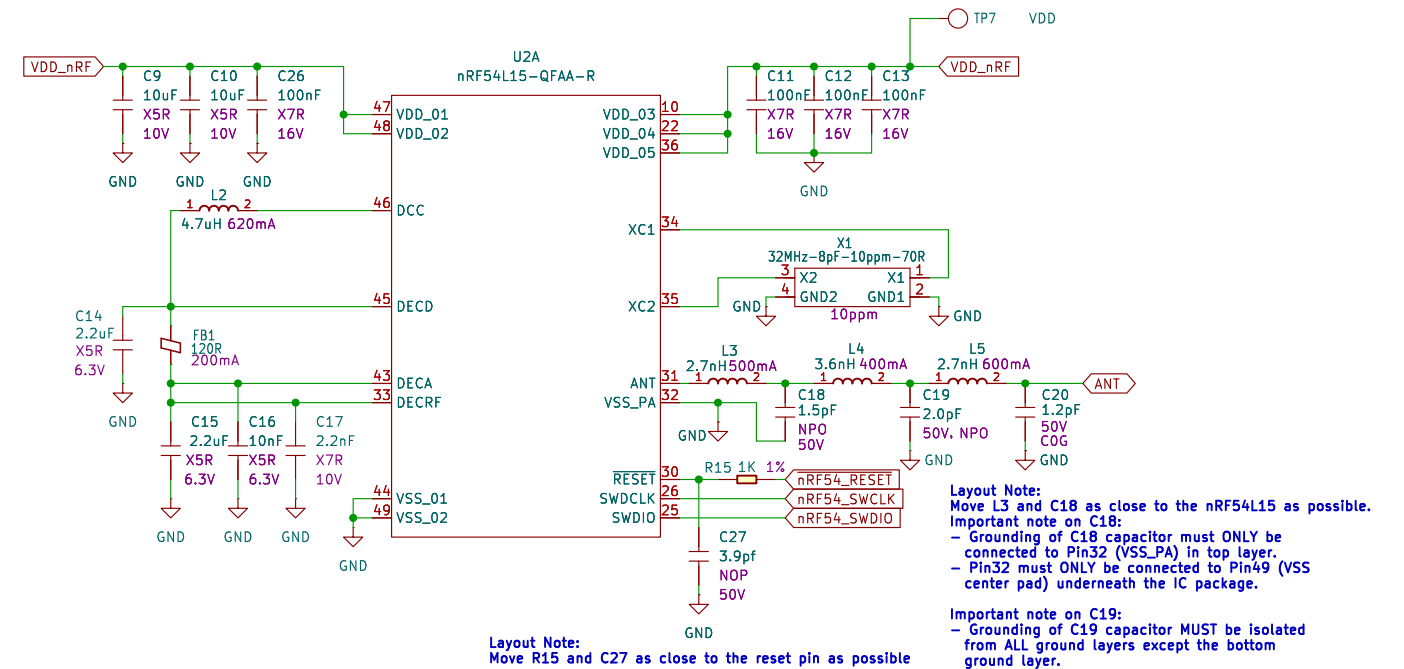 TP7 VDD
VDD_nRF
C9
10uF
X5R
10V
C10
10uF
X5R
10V
C26
100nF
X7R
16V
GND
GND
GND
U2A
nRF54L15-QFAA-R
C11
100nF
X7R
16V
C12
100nF
X7R
16V
C13
100nF
X7R
16V
VDD_nRF
GND
47 VDD_01
48 VDD_02
VDD_03 10
VDD_04 22
VDD_05 36
L2
1 2
4.7uH 620mA
46 DCC
XC1 34
X1
32MHz-8pF-10ppm-70R
3 X2 X1 1
4 GND2 GND1 2
10ppm
GND
GND
XC2 35
45 DECD
C14
2.2uF
X5R
6.3V
GND
FB1
120R
200mA
43 DECA
33 DECRF
C15
2.2uF
X5R
6.3V
C16
10nF
X5R
6.3V
C17
2.2nF
X7R
10V
GND
GND
GND
ANT 31
VSS_PA 32
GND
L3
2.7nH 500mA
1 2
L4
3.6nH 400mA
1 2
L5
2.7nH 600mA
1 2
ANT
C18
1.5pF
NPO
50V
C19
2.0pF
50V, NPO
GND
C20
1.2pF
50V
C0G
GND
44 VSS_01
49 VSS_02
GND
RESET 30
SWDCLK 26
SWDIO 25
R15 1K 1%
nRF54_RESET
nRF54_SWCLK
nRF54_SWDIO
C27
3.9pf
NOP
50V
GND
Layout Note:
Move L3 and C18 as close to the nRF54L15 as possible.
Important note on C18:
- Grounding of C18 capacitor must ONLY be
connected to Pin32 (VSS_PA) in top layer.
- Pin32 must ONLY be connected to Pin49 (VSS
center pad) underneath the IC package.
Important note on C19:
- Grounding of C19 capacitor MUST be isolated
from ALL ground layers except the bottom
ground layer.
Layout Note:
Move R15 and C27 as close to the reset pin as possible